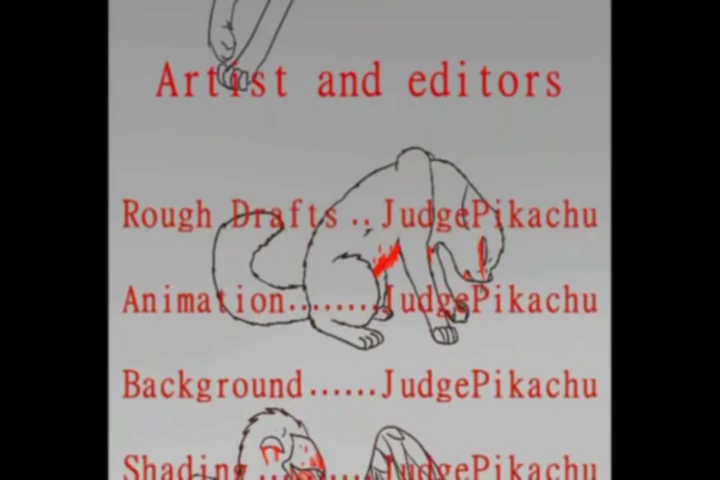 Artist and editors
Rough Drafts ..JudgePikachu
Animation........JudgePikachu
Background......JudgePikachu
Shading..........JudgePikachu